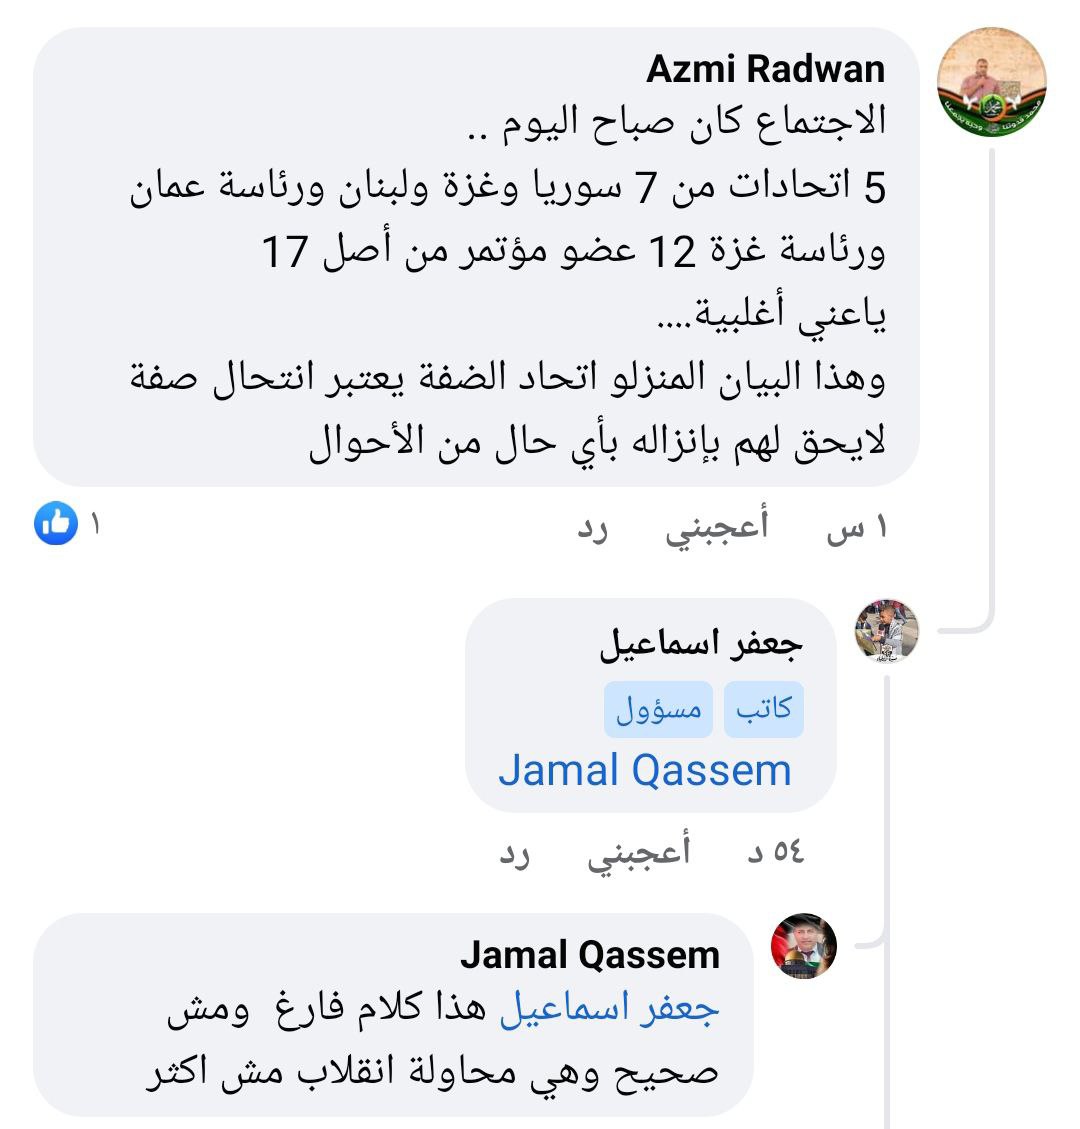 Azmi Radwan
الاجتماع كان صباح اليوم ..
5 اتحادات من 7 سوريا وغزة ولبنان ورئاسة عمان
ورئاسة غزة 12 عضو مؤتمر من أصل 17
ياعني أغلبية....
وهذا البيان المنزلو اتحاد الضفة يعتبر انتحال صفة
لايحق لهم بإنزاله بأي حال من الأحوال
١ س أعجبني رد ١
جعفر اسماعيل
كاتب مسؤول
Jamal Qassem
٥٤ د أعجبني رد
Jamal Qassem
جعفر اسماعيل هذا كلام فارغ ومش
صحيح وهي محاولة انقلاب مش اكثر